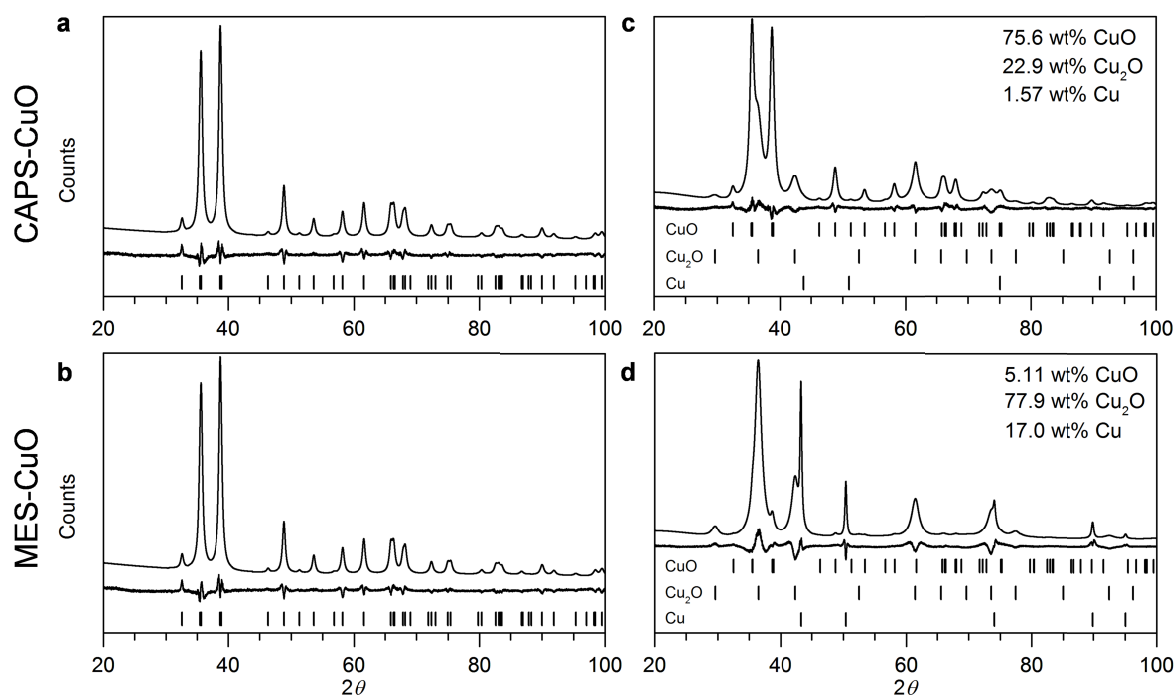 CAPS-CuO
MES-CuO
a
Counts
20 40 60 80 100
c
75.6 wt% CuO
22.9 wt% Cu₂O
1.57 wt% Cu
CuO
Cu₂O
Cu
20 40 60 80 100
b
Counts
20 40 60 80 100
2θ
d
5.11 wt% CuO
77.9 wt% Cu₂O
17.0 wt% Cu
CuO
Cu₂O
Cu
20 40 60 80 100
2θ